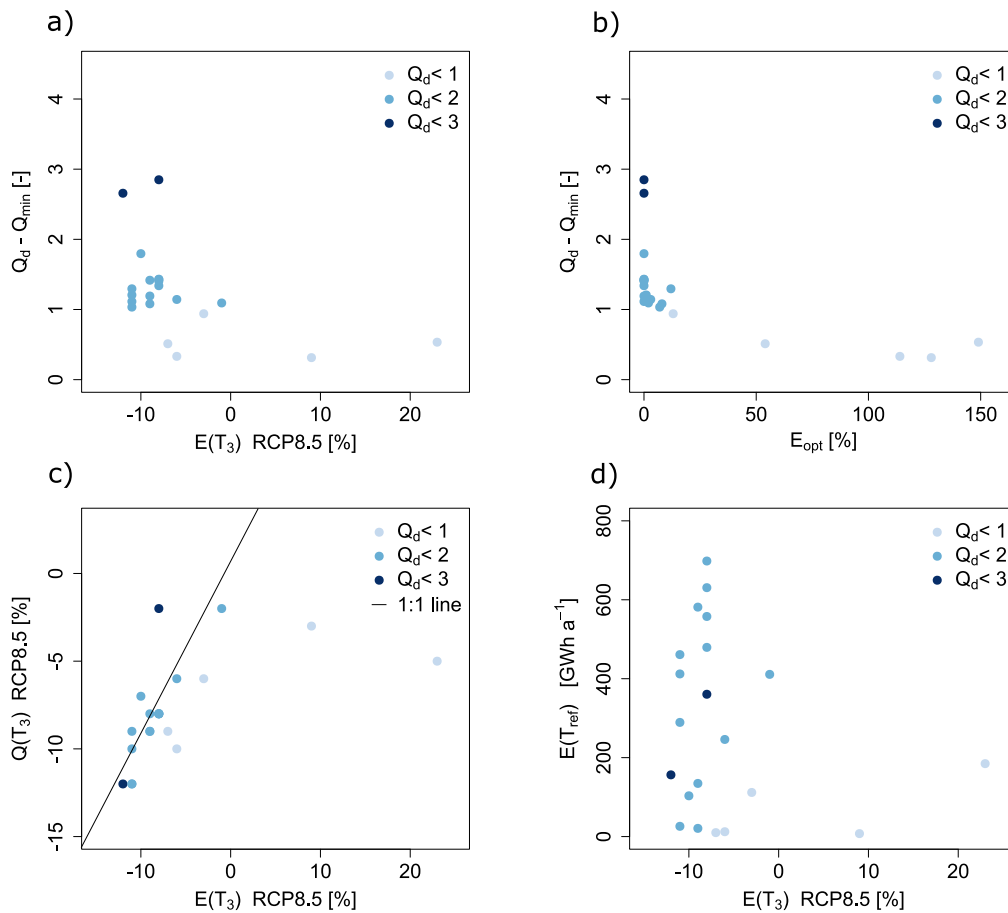 a)
Q_d < 1
Q_d < 2
Q_d < 3
Q_d - Q_min [-]
0 1 2 3 4
-10 0 10 20
E(T_3) RCP8.5 [%]
b)
Q_d < 1
Q_d < 2
Q_d < 3
Q_d - Q_min [-]
0 1 2 3 4
0 50 100 150
E_opt [%]
c)
Q_d < 1
Q_d < 2
Q_d < 3
1:1 line
Q(T_3) RCP8.5 [%]
-15 -10 -5 0
-10 0 10 20
E(T_3) RCP8.5 [%]
d)
Q_d < 1
Q_d < 2
Q_d < 3
E(T_ref) [GWh a⁻¹]
0 200 400 600 800
-10 0 10 20
E(T_3) RCP8.5 [%]